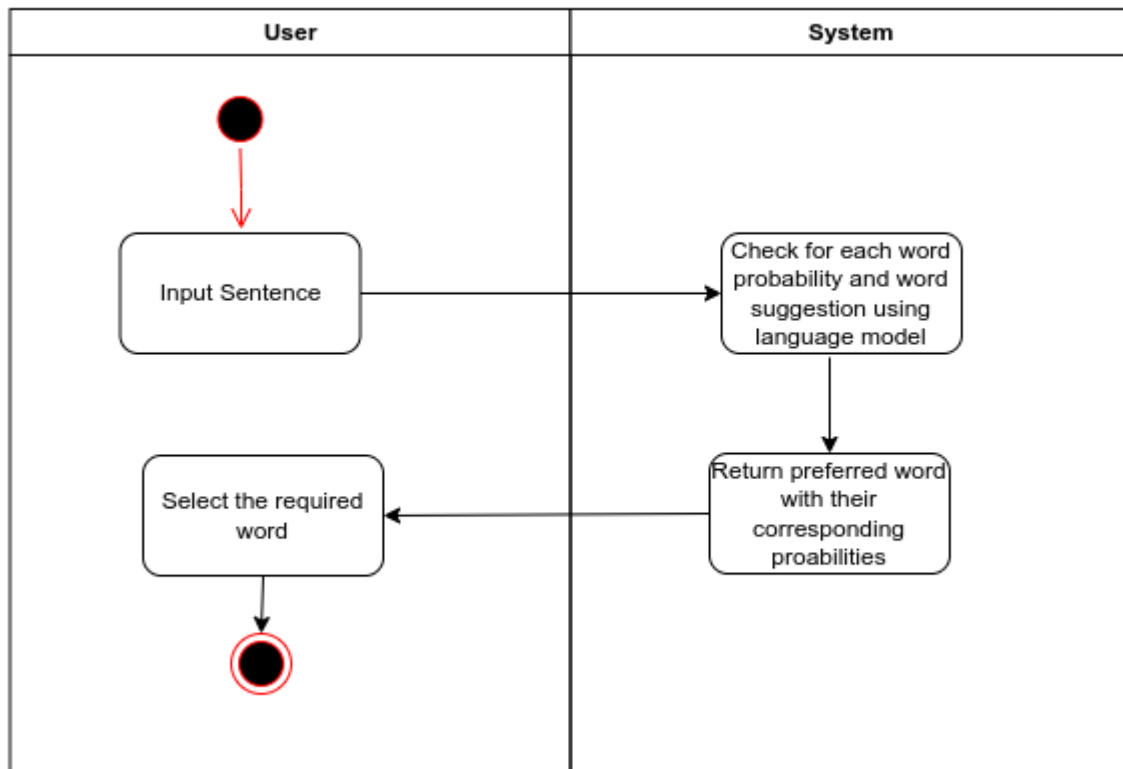 User
System
Input Sentence
Check for each word
probability and word
suggestion using
language model
Select the required
word
Return preferred word
with their
corresponding
proabilities